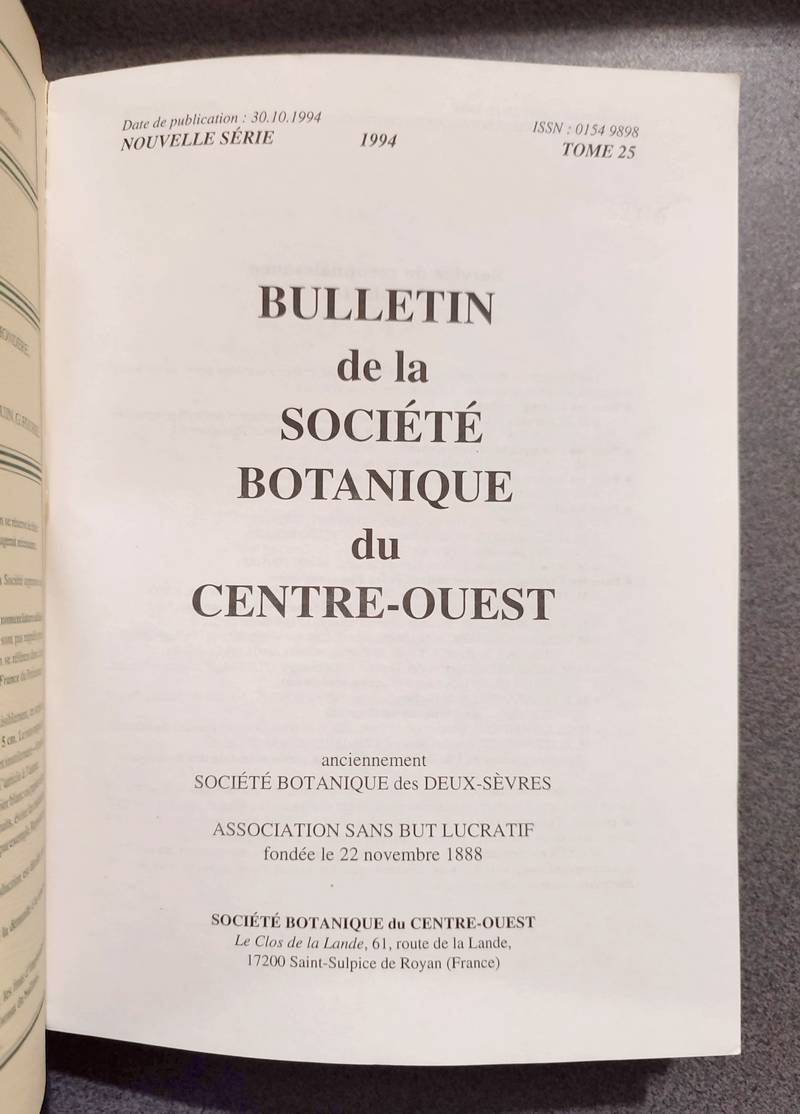 Date de publication : 30.10.1994
ISSN : 0154 9898
NOUVELLE SÉRIE 1994 TOME 25
BULLETIN
de la
SOCIÉTÉ
BOTANIQUE
du
CENTRE-OUEST
anciennement
SOCIÉTÉ BOTANIQUE des DEUX-SÈVRES
ASSOCIATION SANS BUT LUCRATIF
fondée le 22 novembre 1888
SOCIÉTÉ BOTANIQUE du CENTRE-OUEST
Le Clos de la Lande, 61, route de la Lande,
17200 Saint-Sulpice de Royan (France)